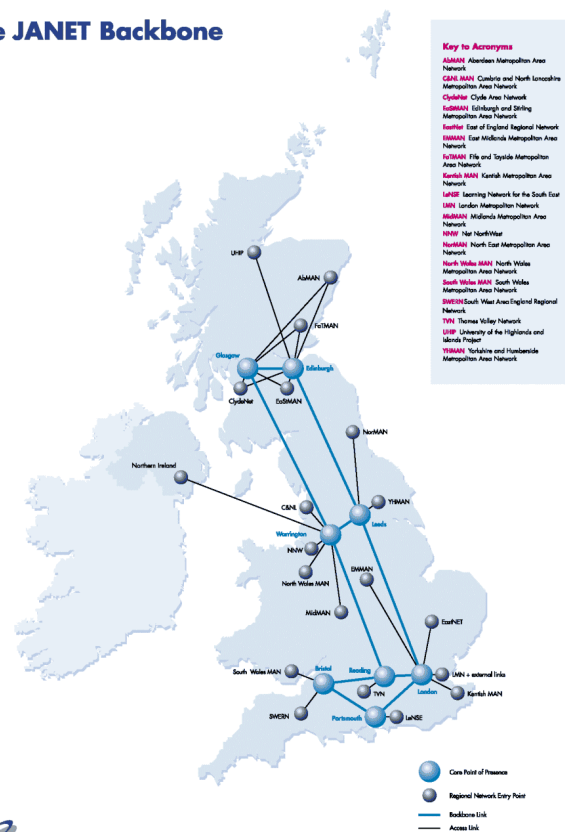 e JANET Backbone
Key to Acronyms
AbMAN Aberdeen Metropolitan Area
Network
C&NL MAN Cumbria and North Lancashire
Metropolitan Area Network
ClydeNet Clyde Area Network
EaStMAN Edinburgh and Stirling
Metropolitan Area Network
EastNet East of England Regional Network
EMMAN East Midlands Metropolitan Area
Network
FaTMAN Fife and Tayside Metropolitan
Area Network
Kentish MAN Kentish Metropolitan Area
Network
LeNSE Learning Network for the South East
LMN London Metropolitan Network
MidMAN Midlands Metropolitan Area
Network
NNW Net NorthWest
NorMAN North East Metropolitan Area
Network
North Wales MAN North Wales
Metropolitan Area Network
South Wales MAN South Wales
Metropolitan Area Network
SWERN South West Area England Regional
Network
TVN Thames Valley Network
UHIP University of the Highlands and
Islands Project
YHMAN Yorkshire and Humberside
Metropolitan Area Network
UHIP
AbMAN
FaTMAN
Glasgow
Edinburgh
ClydeNet
EaStMAN
NorMAN
Northern Ireland
YHMAN
C&NL
Leeds
Warrington
NNW
EMMAN
North Wales MAN
MidMAN
EastNET
Bristol
Reading
South Wales MAN
LMN + external links
London
TVN
Kentish MAN
SWERN
Portsmouth
LeNSE
Core Point of Presence
Regional Network Entry Point
Backbone Link
Access Link